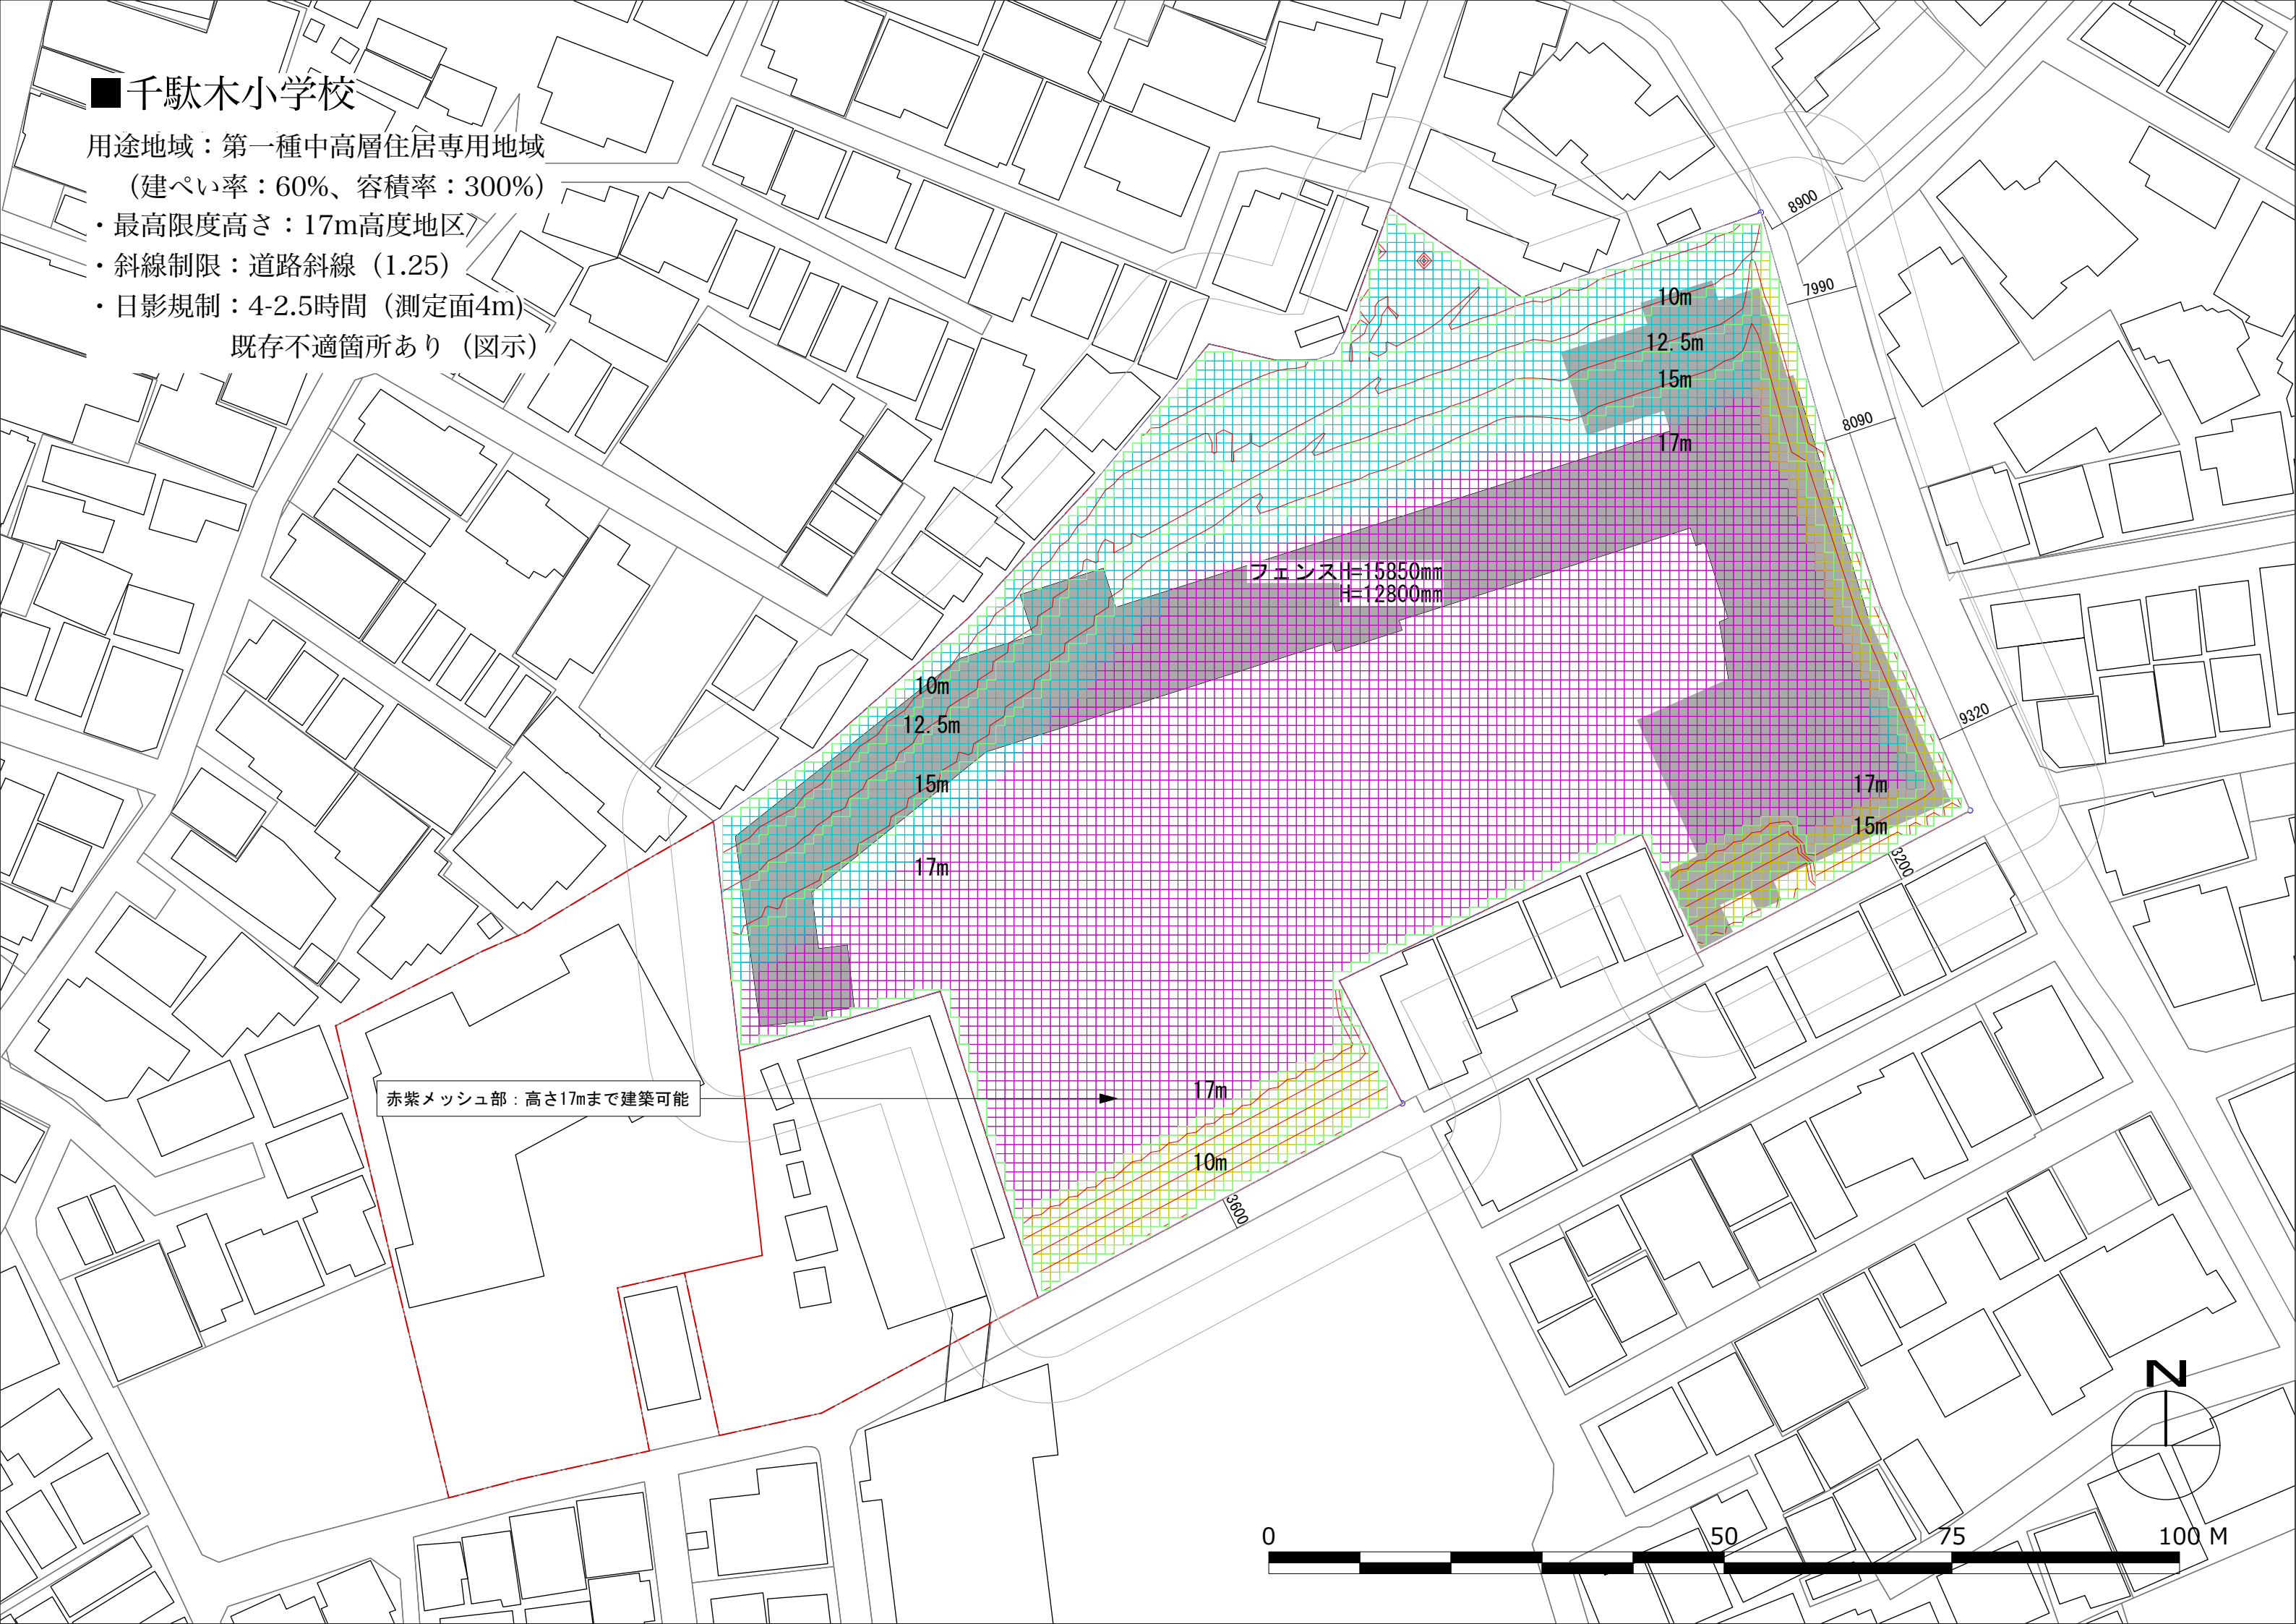 ■千駄木小学校
用途地域：第一種中高層住居専用地域
（建ぺい率：60%、容積率：300%）
・最高限度高さ：17m高度地区
・斜線制限：道路斜線（1.25）
・日影規制：4-2.5時間（測定面4m)
既存不適箇所あり（図示）
8900
7990
10m
12.5m
15m
8090
17m
フェンスH=15850mm
H=12800mm
10m
12.5m
9320
15m
17m
15m
17m
3200
17m
赤紫メッシュ部：高さ17mまで建築可能
10m
3600
N
0
50
75
100 M